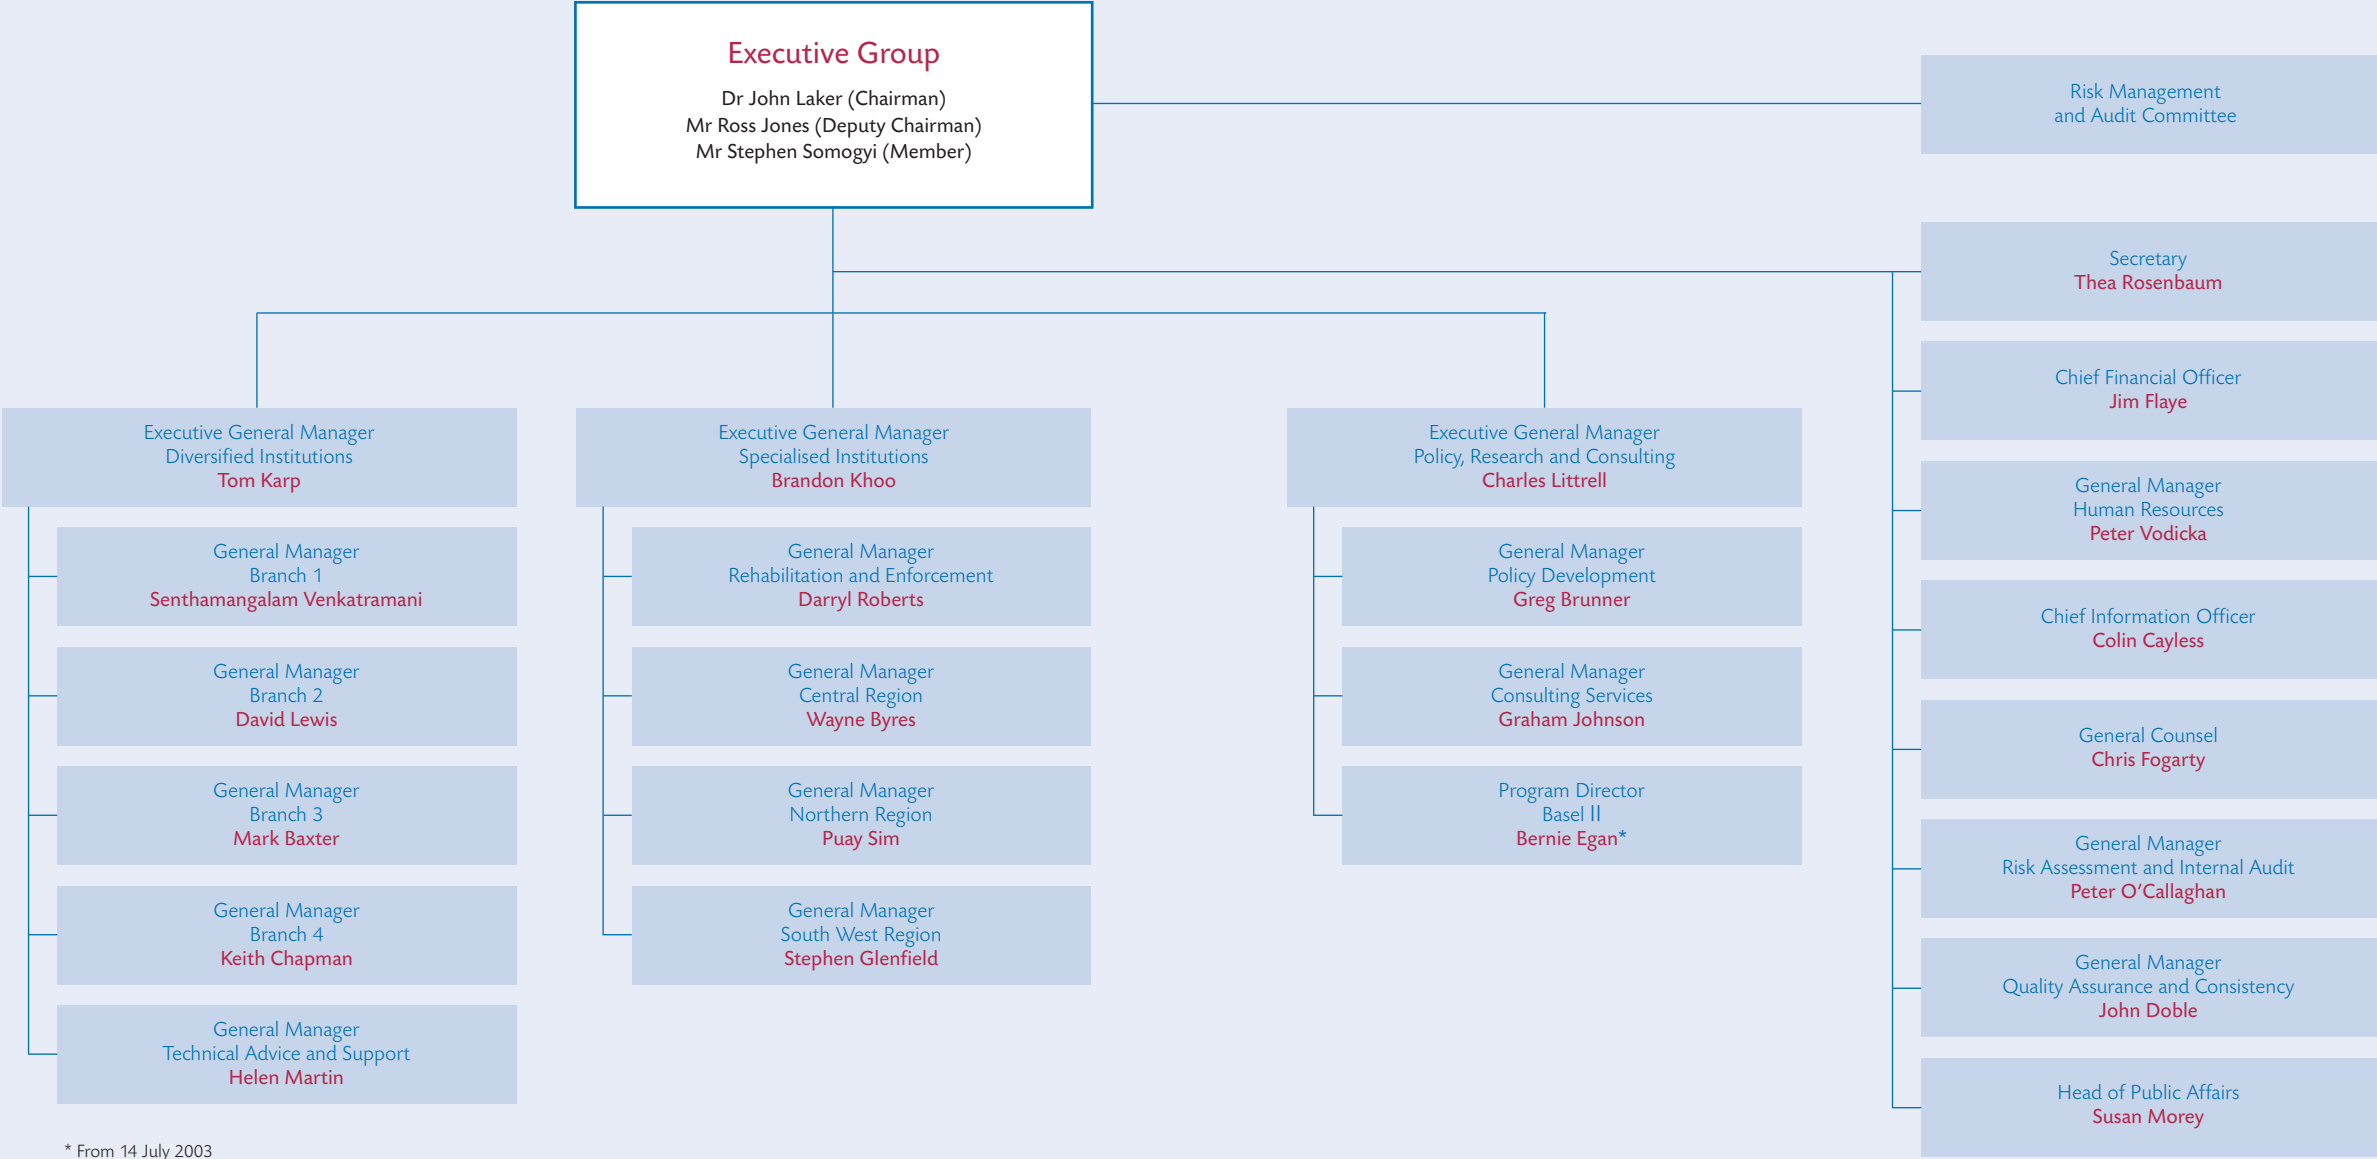 Executive Group
Dr John Laker (Chairman)
Mr Ross Jones (Deputy Chairman)
Mr Stephen Somogyi (Member)
Risk Management
and Audit Committee
Secretary
Thea Rosenbaum
Chief Financial Officer
Jim Flaye
General Manager
Human Resources
Peter Vodicka
Chief Information Officer
Colin Cayless
General Counsel
Chris Fogarty
General Manager
Risk Assessment and Internal Audit
Peter O’Callaghan
General Manager
Quality Assurance and Consistency
John Doble
Head of Public Affairs
Susan Morey
Executive General Manager
Diversified Institutions
Tom Karp
General Manager
Branch 1
Senthamangalam Venkatramani
General Manager
Branch 2
David Lewis
General Manager
Branch 3
Mark Baxter
General Manager
Branch 4
Keith Chapman
General Manager
Technical Advice and Support
Helen Martin
Executive General Manager
Specialised Institutions
Brandon Khoo
General Manager
Rehabilitation and Enforcement
Darryl Roberts
General Manager
Central Region
Wayne Byres
General Manager
Northern Region
Puay Sim
General Manager
South West Region
Stephen Glenfield
Executive General Manager
Policy, Research and Consulting
Charles Littrell
General Manager
Policy Development
Greg Brunner
General Manager
Consulting Services
Graham Johnson
Program Director
Basel II
Bernie Egan*
* From 14 July 2003